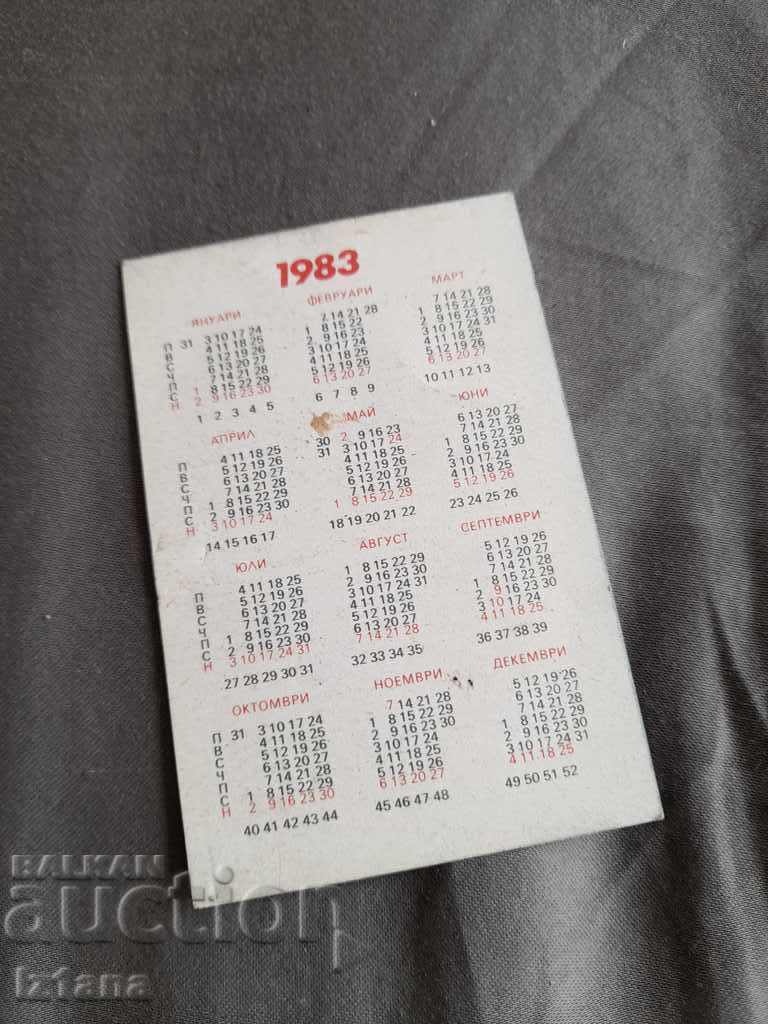 1983
ЯНУАРИ ФЕВРУАРИ МАРТ
П 31 3 10 17 24 7 14 21 28 7 14 21 28
В 4 11 18 25 1 8 15 22 1 8 15 22 29
С 5 12 19 26 2 9 16 23 2 9 16 23 30
Ч 6 13 20 27 3 10 17 24 3 10 17 24 31
П 7 14 21 28 4 11 18 25 4 11 18 25
С 1 8 15 22 29 5 12 19 26 5 12 19 26
Н 2 9 16 23 30 6 13 20 27 6 13 20 27
1 2 3 4 5 6 7 8 9 10 11 12 13
АПРИЛ МАЙ ЮНИ
П 4 11 18 25 30 2 9 16 23 6 13 20 27
В 5 12 19 26 31 3 10 17 24 7 14 21 28
С 6 13 20 27 4 11 18 25 1 8 15 22 29
Ч 7 14 21 28 5 12 19 26 2 9 16 23 30
П 1 8 15 22 29 6 13 20 27 3 10 17 24
С 2 9 16 23 30 7 14 21 28 4 11 18 25
Н 3 10 17 24 1 8 15 22 29 5 12 19 26
14 15 16 17 18 19 20 21 22 23 24 25 26
ЮЛИ АВГУСТ СЕПТЕМВРИ
П 4 11 18 25 1 8 15 22 29 5 12 19 26
В 5 12 19 26 2 9 16 23 30 6 13 20 27
С 6 13 20 27 3 10 17 24 31 7 14 21 28
Ч 7 14 21 28 4 11 18 25 1 8 15 22 29
П 1 8 15 22 29 5 12 19 26 2 9 16 23 30
С 2 9 16 23 30 6 13 20 27 3 10 17 24
Н 3 10 17 24 31 7 14 21 28 4 11 18 25
27 28 29 30 31 32 33 34 35 36 37 38 39
ОКТОМВРИ НОЕМВРИ ДЕКЕМВРИ
П 31 3 10 17 24 7 14 21 28 5 12 19 26
В 4 11 18 25 1 8 15 22 29 6 13 20 27
С 5 12 19 26 2 9 16 23 30 7 14 21 28
Ч 6 13 20 27 3 10 17 24 1 8 15 22 29
П 7 14 21 28 4 11 18 25 2 9 16 23 30
С 1 8 15 22 29 5 12 19 26 3 10 17 24 31
Н 2 9 16 23 30 6 13 20 27 4 11 18 25
40 41 42 43 44 45 46 47 48 49 50 51 52
BALKAN
auction
iz1ana